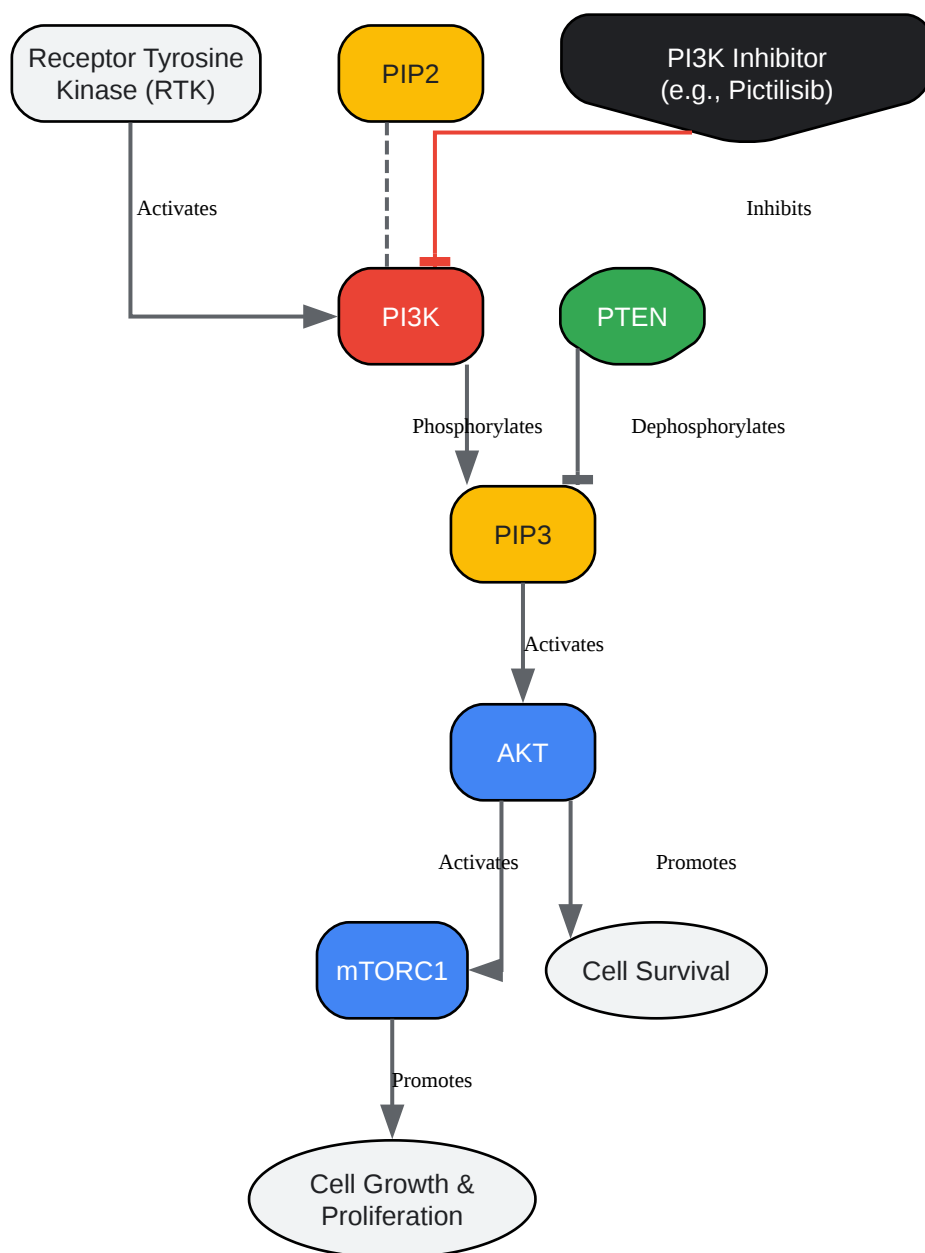 Receptor Tyrosine
Kinase (RTK)
PIP2
PI3K Inhibitor
(e.g., Pictilisib)
Activates
Inhibits
PI3K
PTEN
Phosphorylates
Dephosphorylates
PIP3
Activates
AKT
Activates
Promotes
mTORC1
Cell Survival
Promotes
Cell Growth &
Proliferation